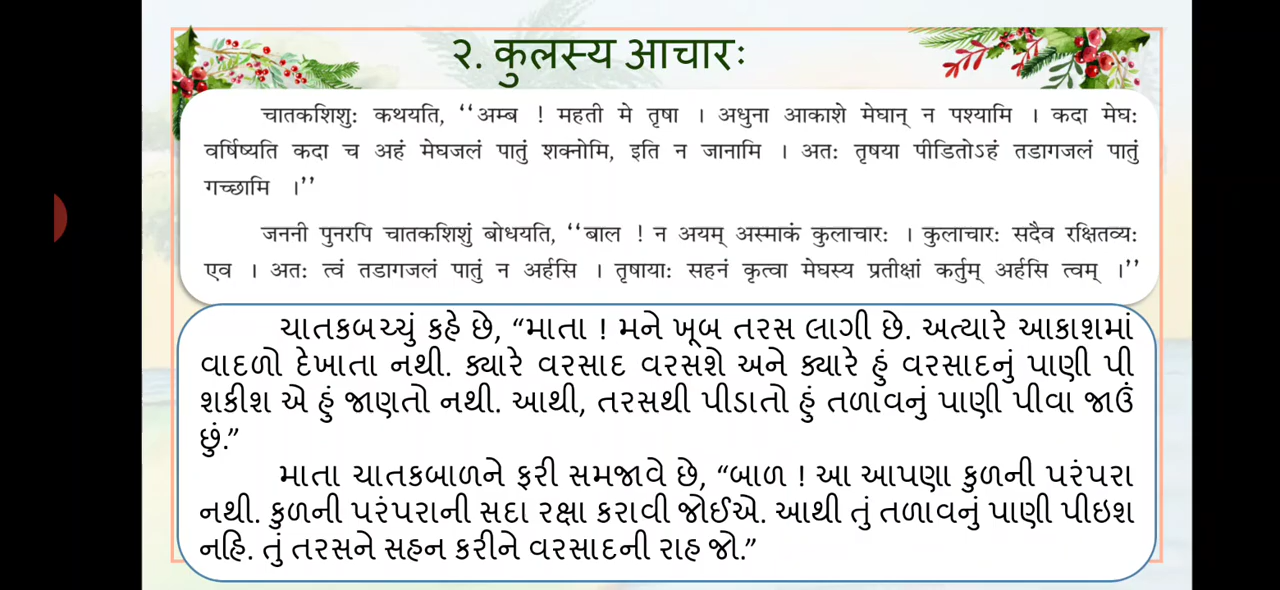 २. कुलस्य आचारः
चातकशिशुः कथयति, ‘‘अम्ब ! महती मे तृषा । अधुना आकाशे मेघान् न पश्यामि । कदा मेघः
वर्षिष्यति कदा च अहं मेघजलं पातुं शक्नोमि, इति न जानामि । अतः तृषया पीडितोऽहं तडागजलं पातुं
गच्छामि ।’’
जननी पुनरपि चातकशिशुं बोधयति, ‘‘बाल ! न अयम् अस्माकं कुलाचारः । कुलाचारः सदैव रक्षितव्यः
एव । अतः त्वं तडागजलं पातुं न अर्हसि । तृषायाः सहनं कृत्वा मेघस्य प्रतीक्षां कर्तुम् अर्हसि त्वम् ।’’
ચાતકબચ્ચું કહે છે, “માતા ! મને ખૂબ તરસ લાગી છે. અત્યારે આકાશમાં
વાદળો દેખાતા નથી. ક્યારે વરસાદ વરસશે અને ક્યારે હું વરસાદનું પાણી પી
શકીશ એ હું જાણતો નથી. આથી, તરસથી પીડાતો હું તળાવનું પાણી પીવા જાઉં
છું.”
માતા ચાતકબાળને ફરી સમજાવે છે, “બાળ ! આ આપણા કુળની પરંપરા
નથી. કુળની પરંપરાની સદા રક્ષા કરાવી જોઈએ. આથી તું તળાવનું પાણી પીઇશ
નહિ. તું તરસને સહન કરીને વરસાદની રાહ જો.”